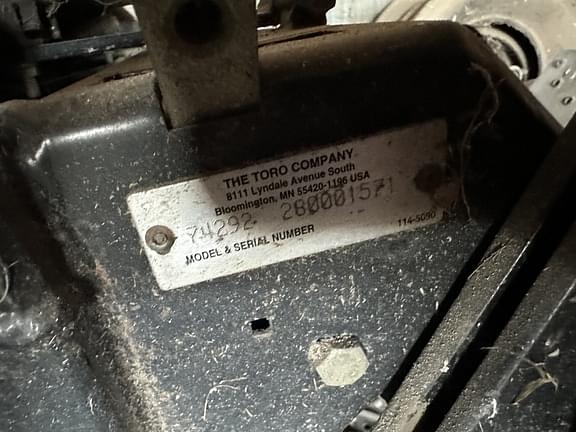 THE TORO COMPANY
8111 Lyndale Avenue South
Bloomington, MN 55420-1196 USA
74292 280001571
MODEL & SERIAL NUMBER
114-5090